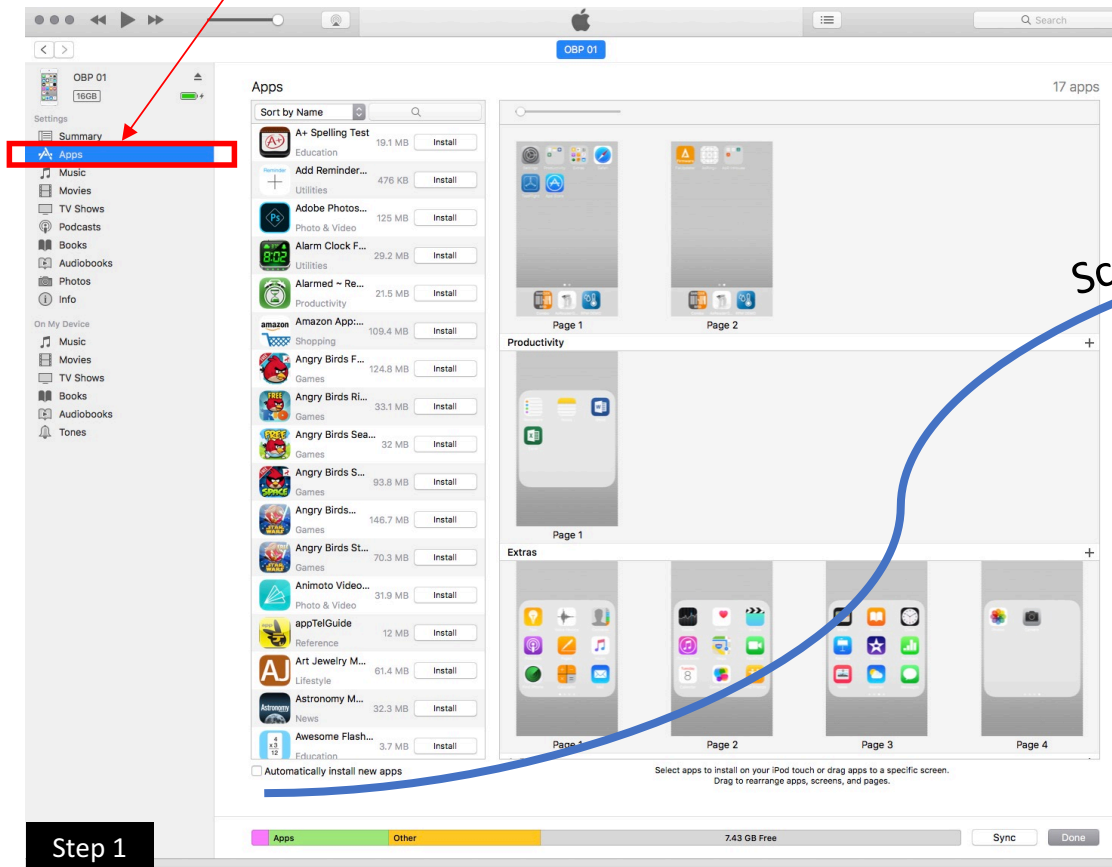 Search
OBP 01
OBP 01
16GB
Settings
Summary
Apps
Music
Movies
TV Shows
Podcasts
Books
Audiobooks
Photos
Info
On My Device
Music
Movies
TV Shows
Books
Audiobooks
Tones
Apps
17 apps
Sort by Name
A+ Spelling Test
Education
19.1 MB
Install
Add Reminder...
Utilities
476 KB
Install
Adobe Photos...
Photo & Video
125 MB
Install
Alarm Clock F...
Utilities
29.2 MB
Install
Alarmed ~ Re...
Productivity
21.5 MB
Install
amazon
Amazon App:...
Shopping
109.4 MB
Install
Angry Birds F...
Games
124.8 MB
Install
Angry Birds Ri...
Games
33.1 MB
Install
Angry Birds Sea...
Games
32 MB
Install
Angry Birds S...
Games
93.8 MB
Install
Angry Birds...
Games
146.7 MB
Install
Angry Birds St...
Games
70.3 MB
Install
Animoto Video...
Photo & Video
31.9 MB
Install
appTelGuide
Reference
12 MB
Install
AJ
Art Jewelry M...
Lifestyle
61.4 MB
Install
Astronomy
Astronomy M...
News
32.3 MB
Install
Awesome Flash...
Education
3.7 MB
Install
Automatically install new apps
Page 1
Page 2
Productivity
Page 1
Extras
Page 1
Page 2
Page 3
Page 4
Select apps to install on your iPod touch or drag apps to a specific screen.
Drag to rearrange apps, screens, and pages.
Apps
Other
7.43 GB Free
Sync
Done
Step 1